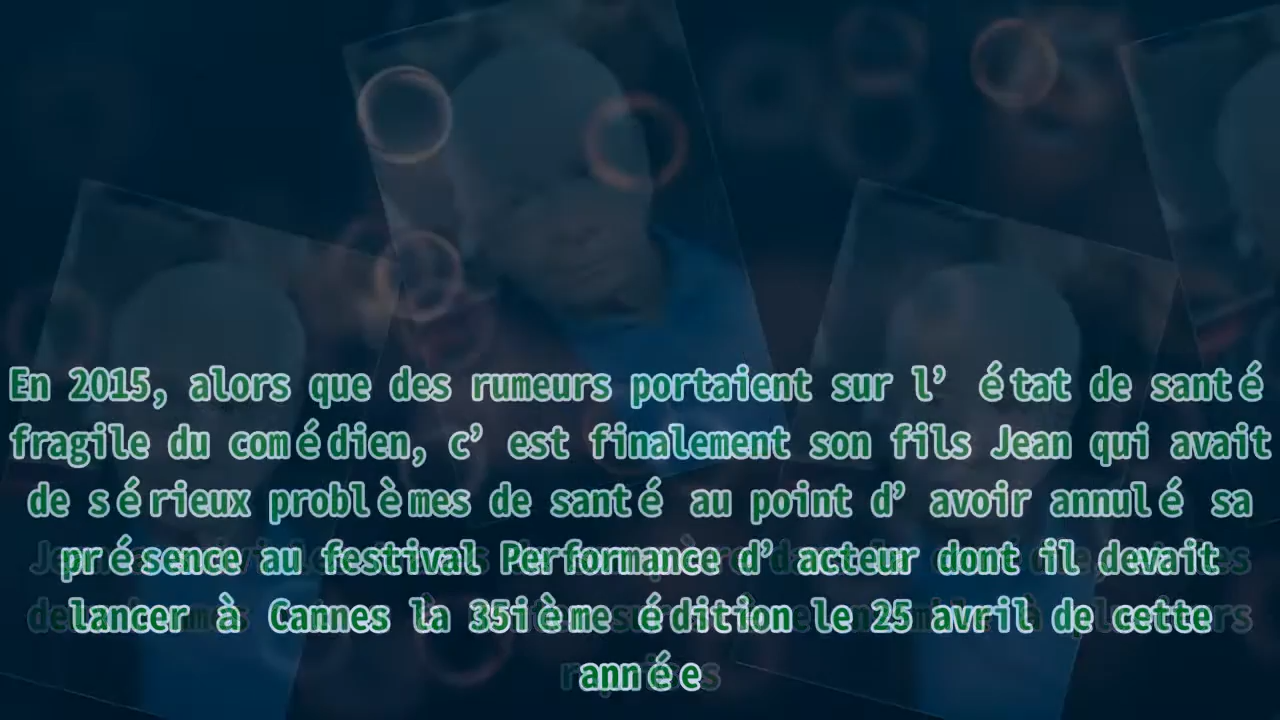 En 2015, alors que des rumeurs portaient sur l’ état de santé
fragile du comédien, c’ est finalement son fils Jean qui avait
de sérieux problèmes de santé au point d’ avoir annulé sa
présence au festival Performance d’ acteur dont il devait
lancer à Cannes la 35ième édition le 25 avril de cette
année